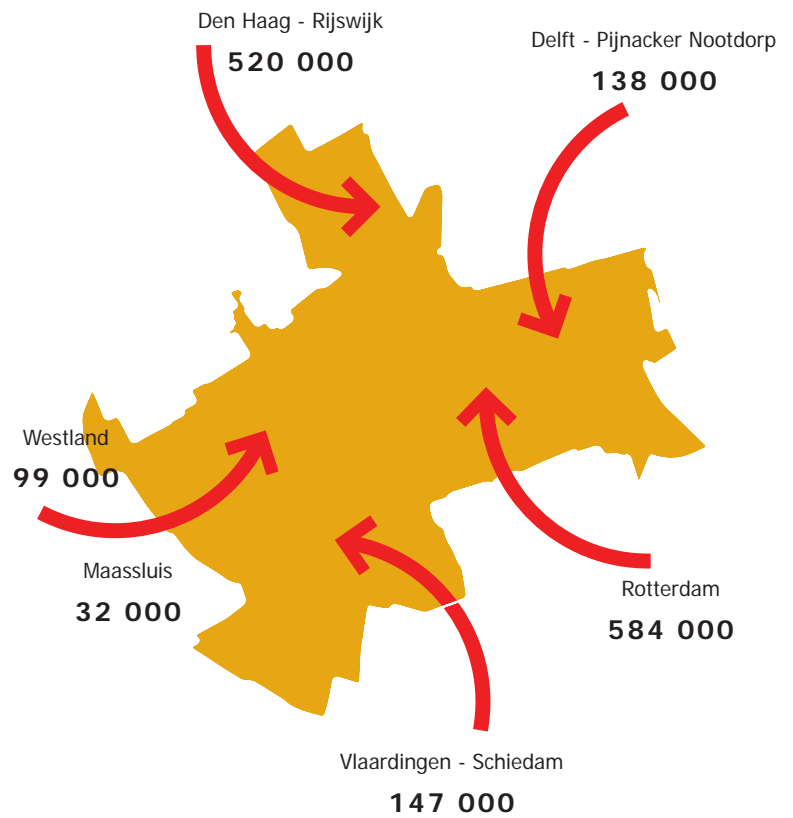 Den Haag - Rijswijk
520 000
Delft - Pijnacker Nootdorp
138 000
Westland
99 000
Maassluis
32 000
Rotterdam
584 000
Vlaardingen - Schiedam
147 000